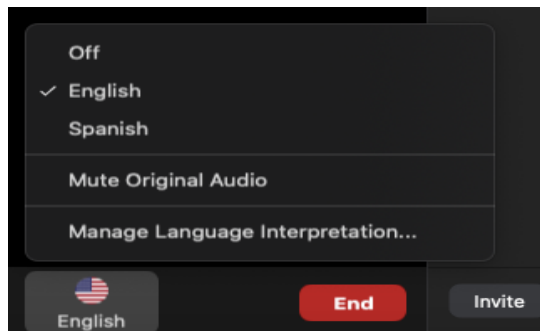 Off
English
Spanish
Mute Original Audio
Manage Language Interpretation...
English
End
Invite